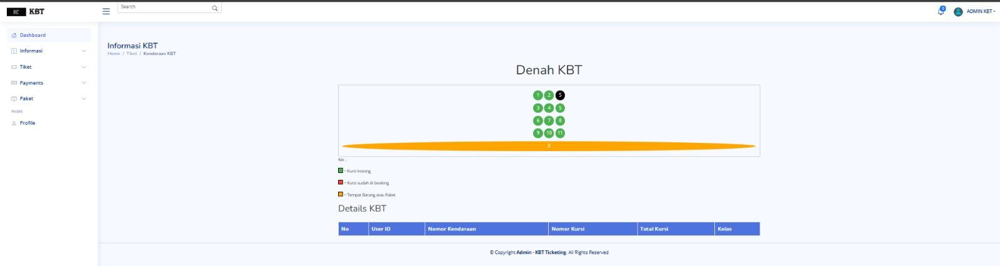 KBT
Search
0
ADMIN KBT
Dashboard
Informasi
Tiket
Payments
Paket
PAGES
Profile
Informasi KBT
Home / Tiket / Kendaraan KBT
Denah KBT
1 2 S
3 4 5
6 7 8
9 10 11
X
Ket :
= Kursi kosong
= Kursi sudah di booking
= Tempat Barang atau Paket
Details KBT
No User ID Nomor Kendaraan Nomor Kursi Total Kursi Kelas
© Copyright Admin - KBT Ticketing. All Rights Reserved